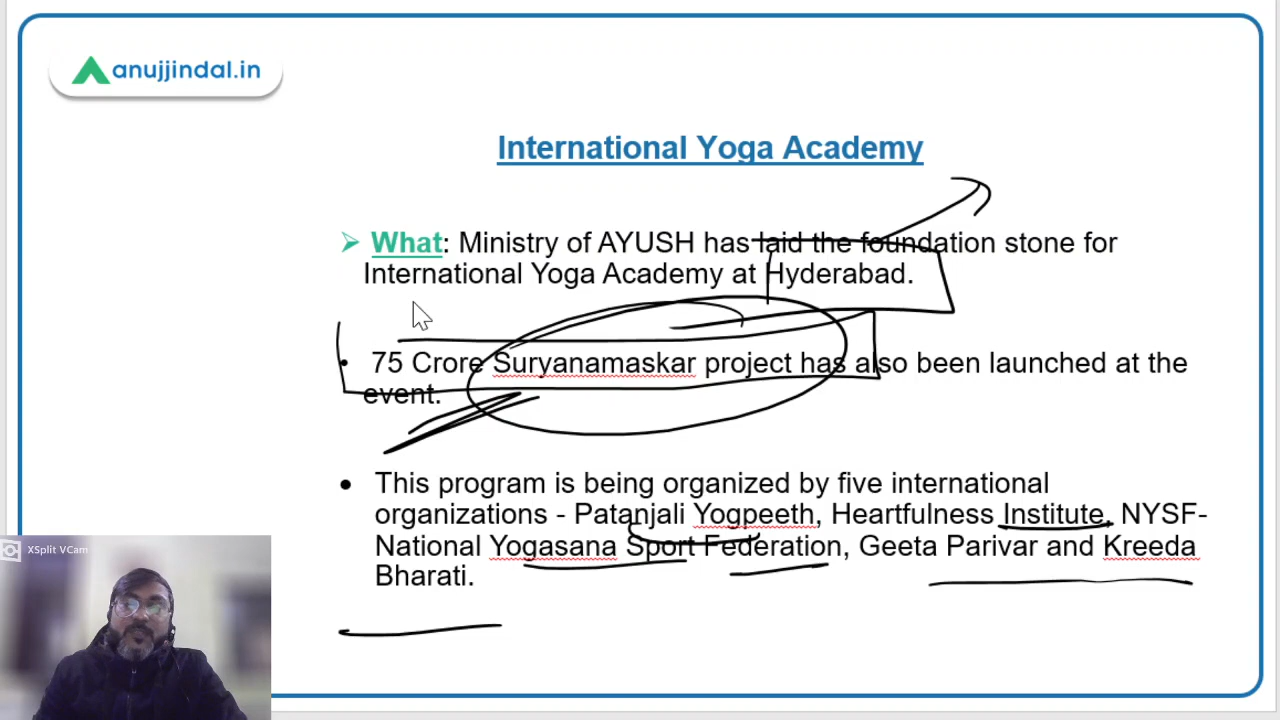 anujjindal.in
International Yoga Academy
What: Ministry of AYUSH has laid the foundation stone for
International Yoga Academy at Hyderabad.
• 75 Crore Suryanamaskar project has also been launched at the
event.
• This program is being organized by five international
organizations - Patanjali Yogpeeth, Heartfulness Institute, NYSF-
National Yogasana Sport Federation, Geeta Parivar and Kreeda
Bharati.
XSplit VCam